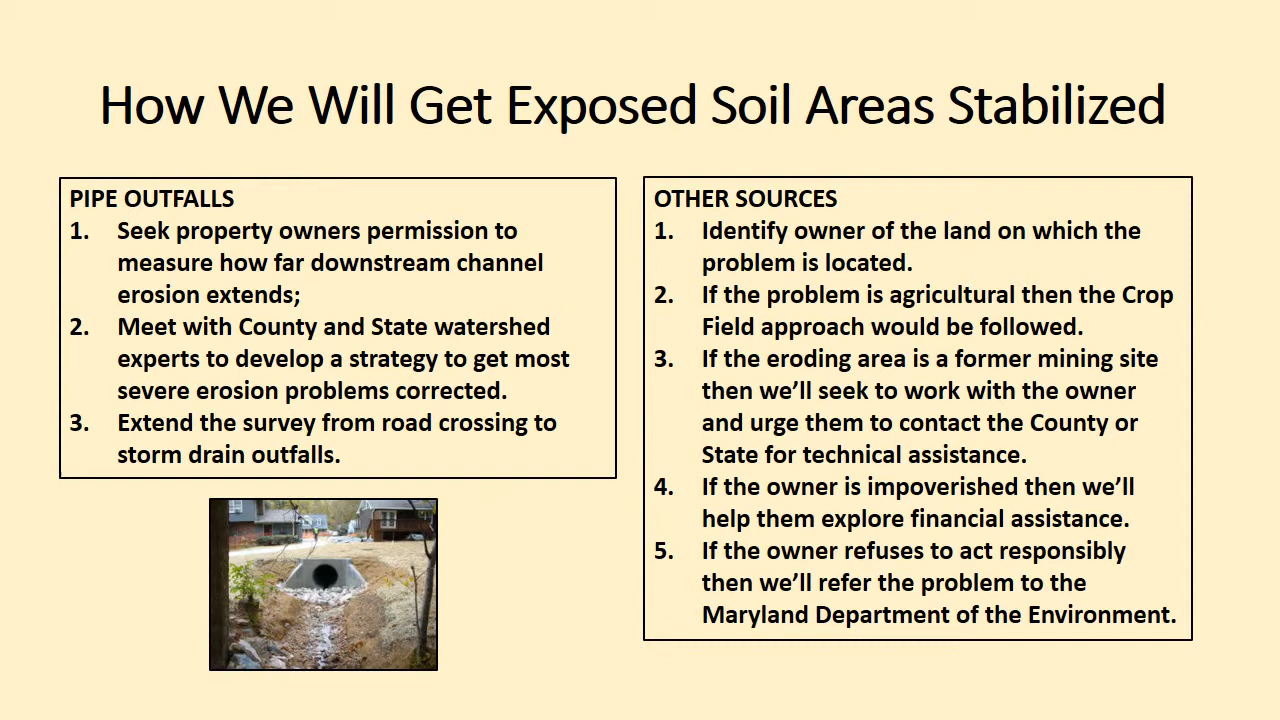 How We Will Get Exposed Soil Areas Stabilized
PIPE OUTFALLS
1. Seek property owners permission to
measure how far downstream channel
erosion extends;
2. Meet with County and State watershed
experts to develop a strategy to get most
severe erosion problems corrected.
3. Extend the survey from road crossing to
storm drain outfalls.
OTHER SOURCES
1. Identify owner of the land on which the
problem is located.
2. If the problem is agricultural then the Crop
Field approach would be followed.
3. If the eroding area is a former mining site
then we’ll seek to work with the owner
and urge them to contact the County or
State for technical assistance.
4. If the owner is impoverished then we’ll
help them explore financial assistance.
5. If the owner refuses to act responsibly
then we’ll refer the problem to the
Maryland Department of the Environment.